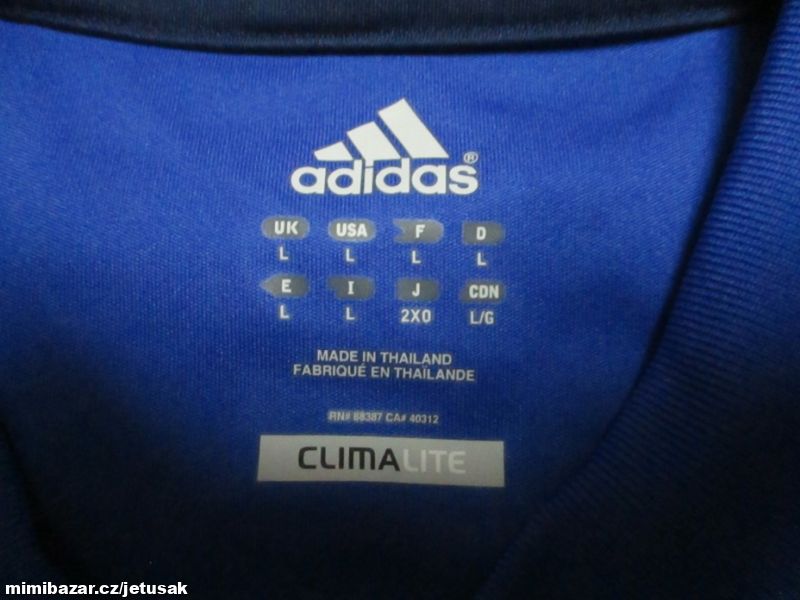 adidas®
UK USA F D
L L L L
E I J CDN
L L 2XO L/G
MADE IN THAILAND
FABRIQUÉ EN THAÏLANDE
RN# 88387 CA# 40312
CLIMALITE
mimibazar.cz/jetusak